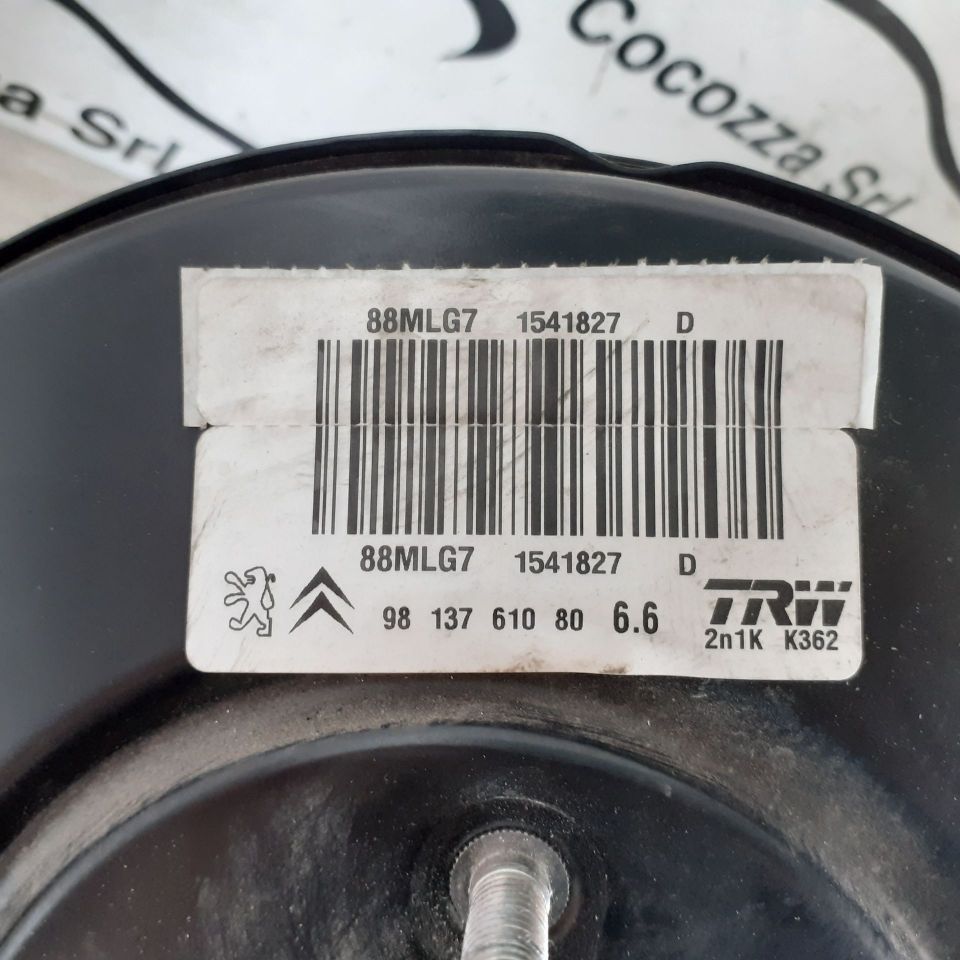 Cocozza Srl
a Srl
88MLG7 1541827 D
88MLG7 1541827 D
98 137 610 80 6.6
TRW
2n1K K362